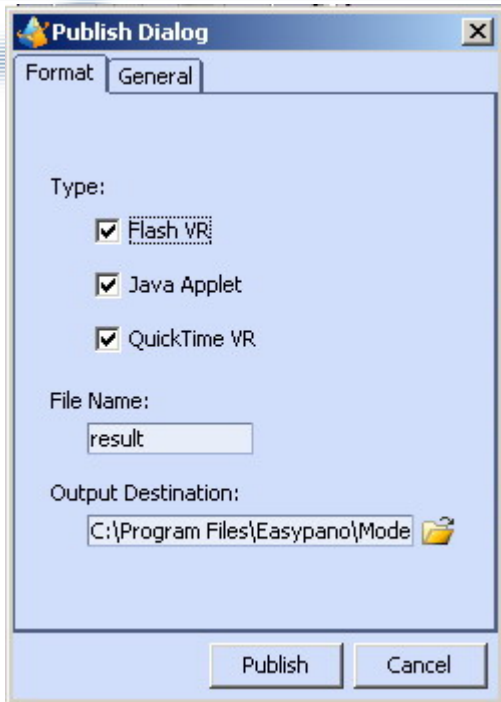 Publish Dialog
Format General
Type:
Flash VR
Java Applet
QuickTime VR
File Name:
result
Output Destination:
C:\Program Files\Easypano\Mode
Publish Cancel